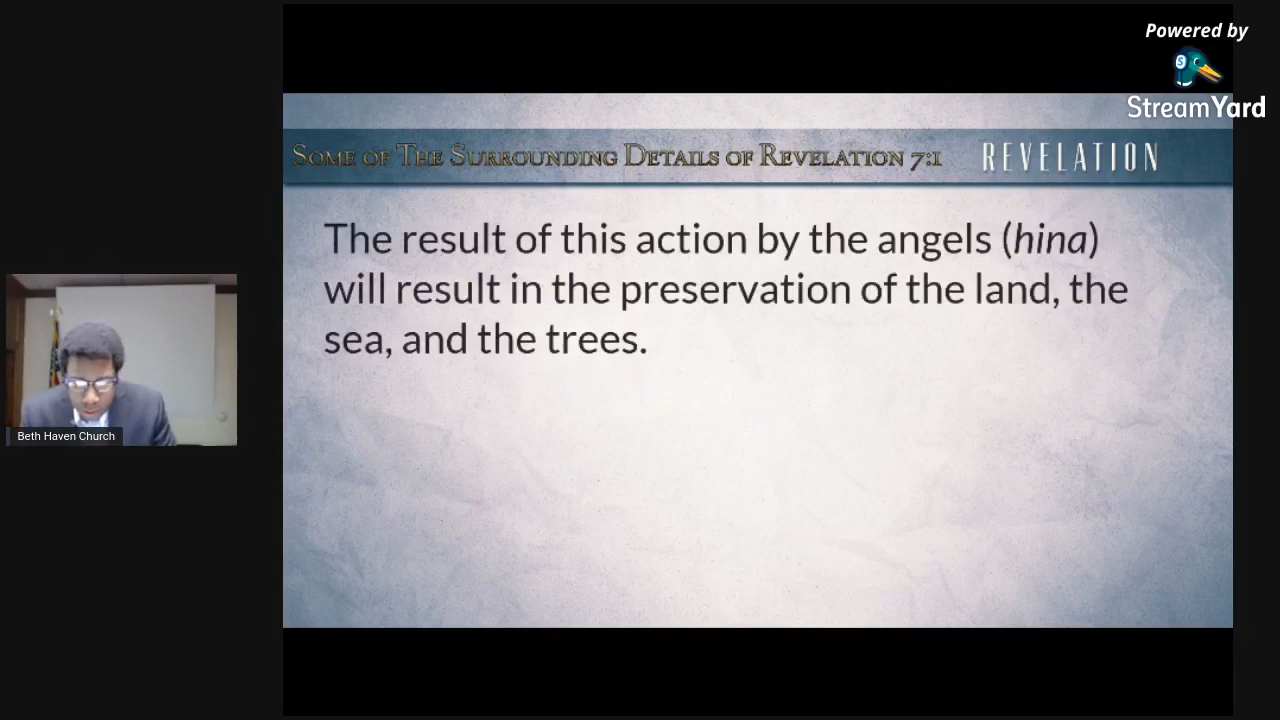 Powered by
StreamYard
SOME OF THE SURROUNDING DETAILS OF REVELATION 7:1
REVELATION
The result of this action by the angels (hina)
will result in the preservation of the land, the
sea, and the trees.
Beth Haven Church